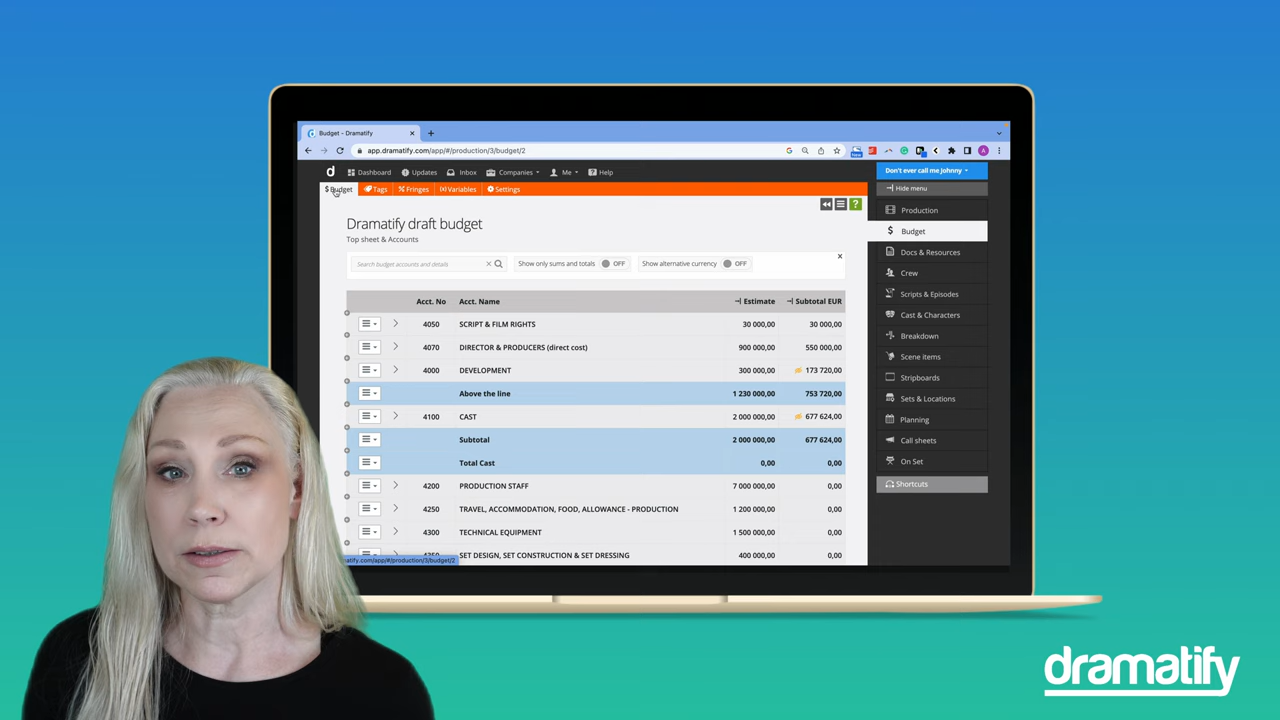 Budget - Dramatify
app.dramatify.com/app/#/production/3/budget/2
Dashboard Updates Inbox Companies Me Help
Don't ever call me Johnny
$ Budget Tags Fringes Variables Settings
Hide menu
Dramatify draft budget
Top sheet & Accounts
Search budget accounts and details
Show only sums and totals OFF
Show alternative currency OFF
Acct. No Acct. Name Estimate Subtotal EUR
4050 SCRIPT & FILM RIGHTS 30 000,00 30 000,00
4070 DIRECTOR & PRODUCERS (direct cost) 900 000,00 550 000,00
4000 DEVELOPMENT 300 000,00 173 720,00
Above the line 1 230 000,00 753 720,00
4100 CAST 2 000 000,00 677 624,00
Subtotal 2 000 000,00 677 624,00
Total Cast 0,00 0,00
4200 PRODUCTION STAFF 7 000 000,00 0,00
4250 TRAVEL, ACCOMMODATION, FOOD, ALLOWANCE - PRODUCTION 1 200 000,00 0,00
4300 TECHNICAL EQUIPMENT 1 500 000,00 0,00
4350 SET DESIGN, SET CONSTRUCTION & SET DRESSING 400 000,00 0,00
matify.com/app/#/production/3/budget/2
Production
$ Budget
Docs & Resources
Crew
Scripts & Episodes
Cast & Characters
Breakdown
Scene items
Stripboards
Sets & Locations
Planning
Call sheets
On Set
Shortcuts
dramatify